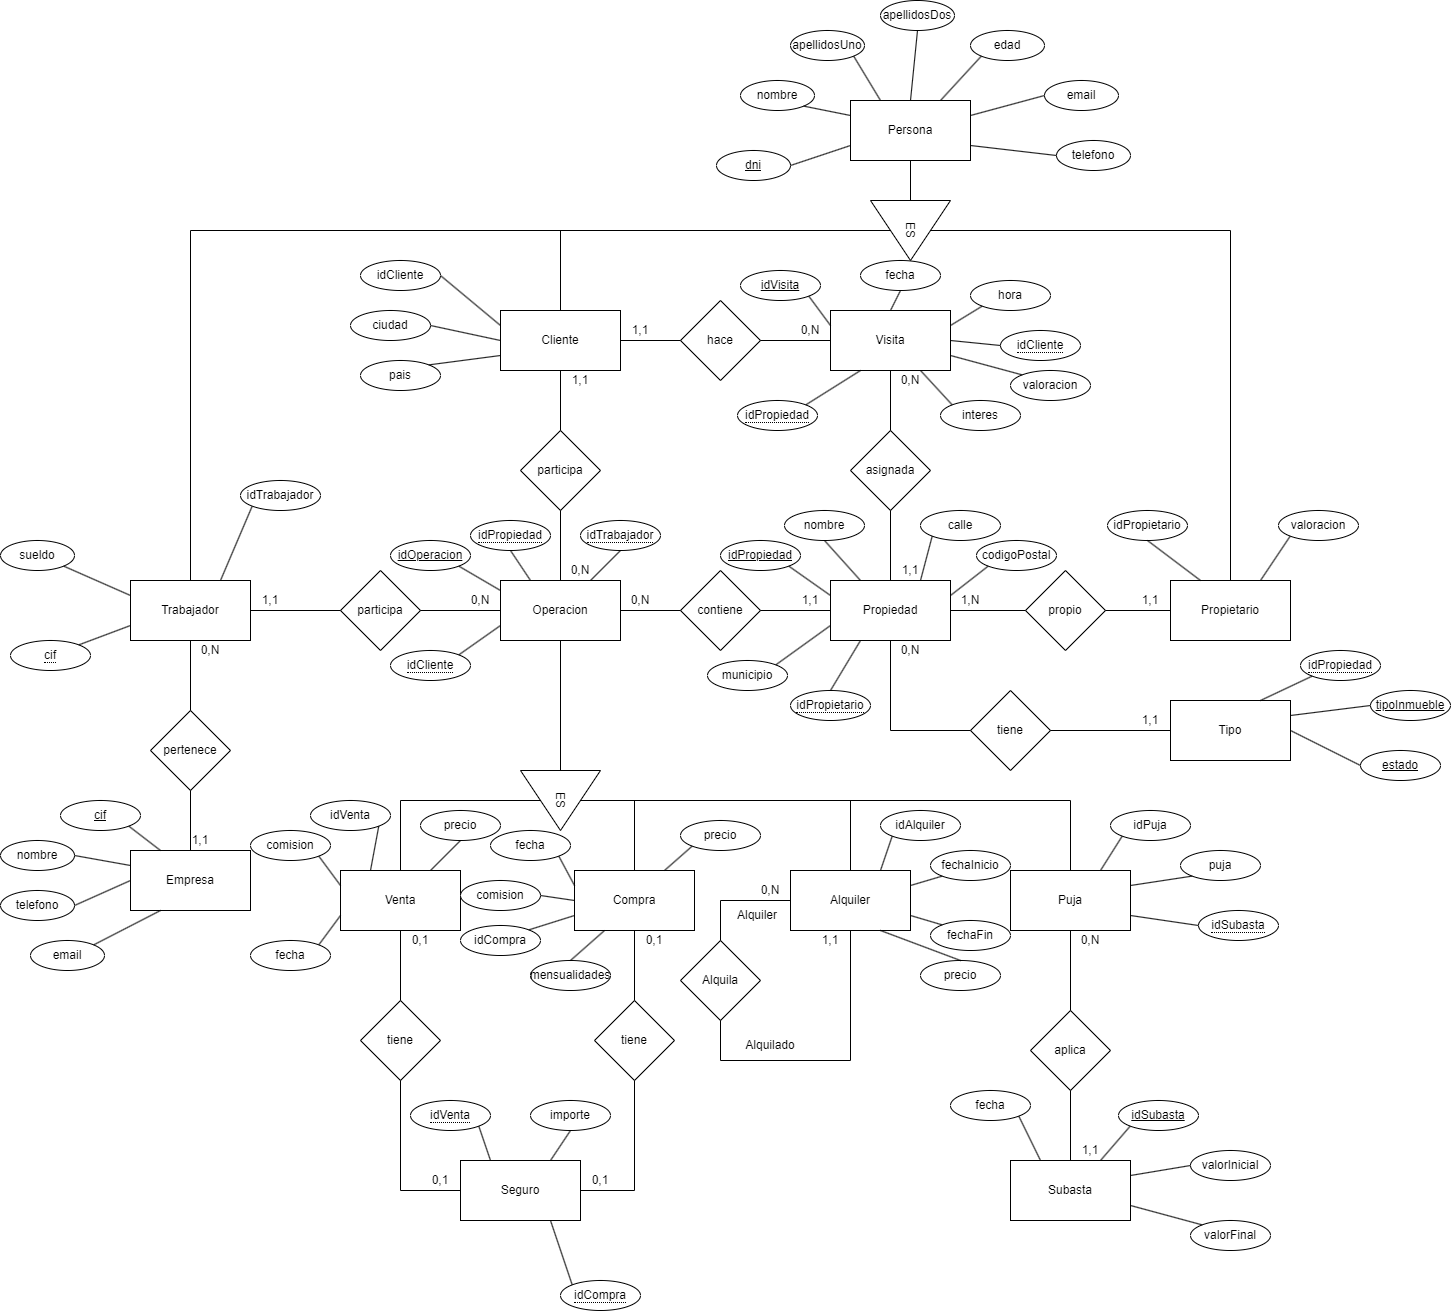 apellidosDos
apellidosUno
edad
nombre
email
Persona
dni
telefono
ES
idCliente
fecha
idVisita
hora
ciudad
Cliente
1,1
hace
0,N
Visita
idCliente
pais
1,1
0,N
valoracion
idPropiedad
interes
participa
asignada
idTrabajador
sueldo
idPropiedad
idTrabajador
nombre
calle
idPropietario
valoracion
idOperacion
idPropiedad
codigoPostal
0,N
1,1
Trabajador
1,1
participa
0,N
Operacion
0,N
contiene
1,1
Propiedad
1,N
propio
1,1
Propietario
cif
0,N
idCliente
0,N
municipio
idPropietario
idPropiedad
tipoInmueble
tiene
1,1
Tipo
estado
pertenece
ES
cif
idVenta
precio
fecha
precio
idAlquiler
idPuja
1,1
nombre
comision
fechaInicio
puja
Empresa
Venta
comision
Compra
0,N
Alquiler
Alquiler
Puja
telefono
idSubasta
email
fecha
0,1
idCompra
0,1
1,1
fechaFin
0,N
mensualidades
precio
Alquila
tiene
tiene
Alquilado
aplica
idVenta
importe
fecha
idSubasta
1,1
valorInicial
0,1
Seguro
0,1
Subasta
valorFinal
idCompra